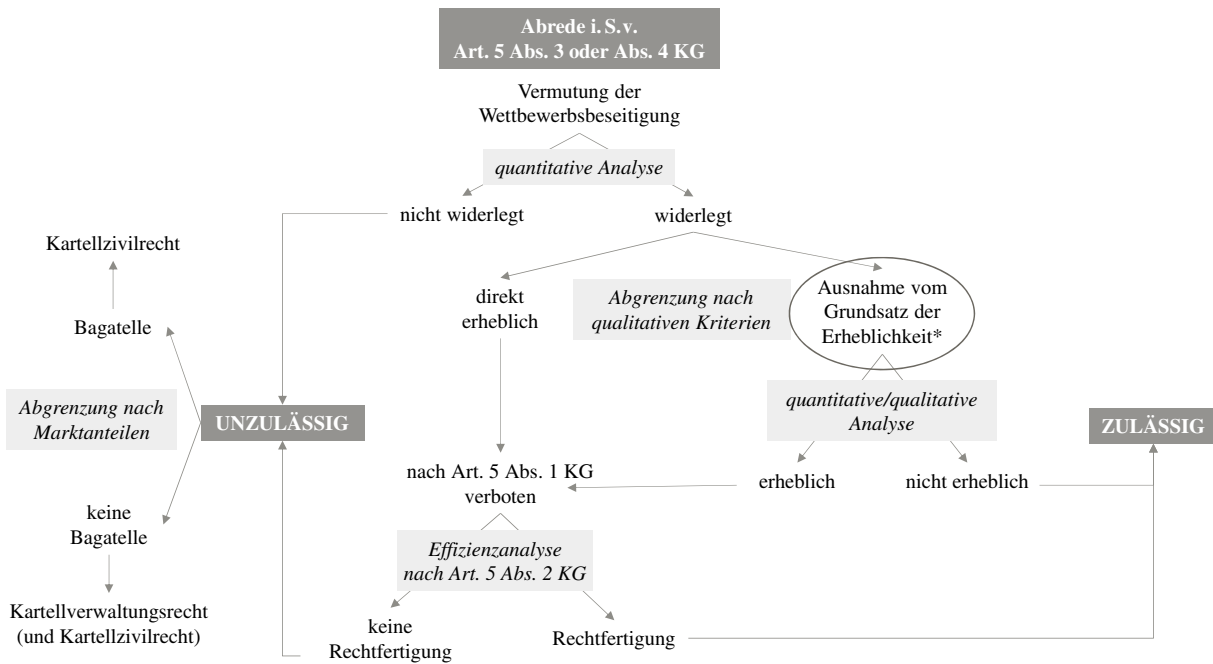 Abrede i. S. v.
Art. 5 Abs. 3 oder Abs. 4 KG
Vermutung der
Wettbewerbsbeseitigung
quantitative Analyse
nicht widerlegt
widerlegt
Kartellzivilrecht
Bagatelle
direkt
erheblich
Abgrenzung nach
qualitativen Kriterien
Ausnahme vom
Grundsatz der
Erheblichkeit*
Abgrenzung nach
Marktanteilen
UNZULÄSSIG
quantitative/qualitative
Analyse
ZULÄSSIG
nach Art. 5 Abs. 1 KG
verboten
erheblich
nicht erheblich
keine
Bagatelle
Effizienzanalyse
nach Art. 5 Abs. 2 KG
Kartellverwaltungsrecht
(und Kartellzivilrecht)
keine
Rechtfertigung
Rechtfertigung